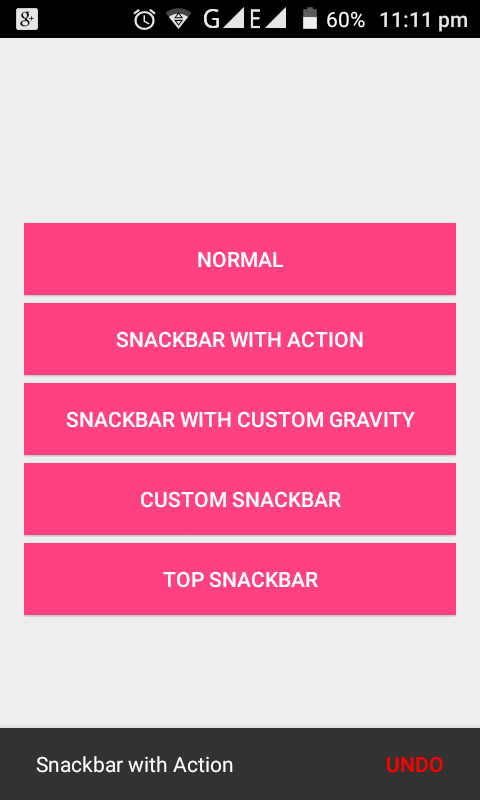 g+ G E 60% 11:11 pm
NORMAL
SNACKBAR WITH ACTION
SNACKBAR WITH CUSTOM GRAVITY
CUSTOM SNACKBAR
TOP SNACKBAR
Snackbar with Action UNDO